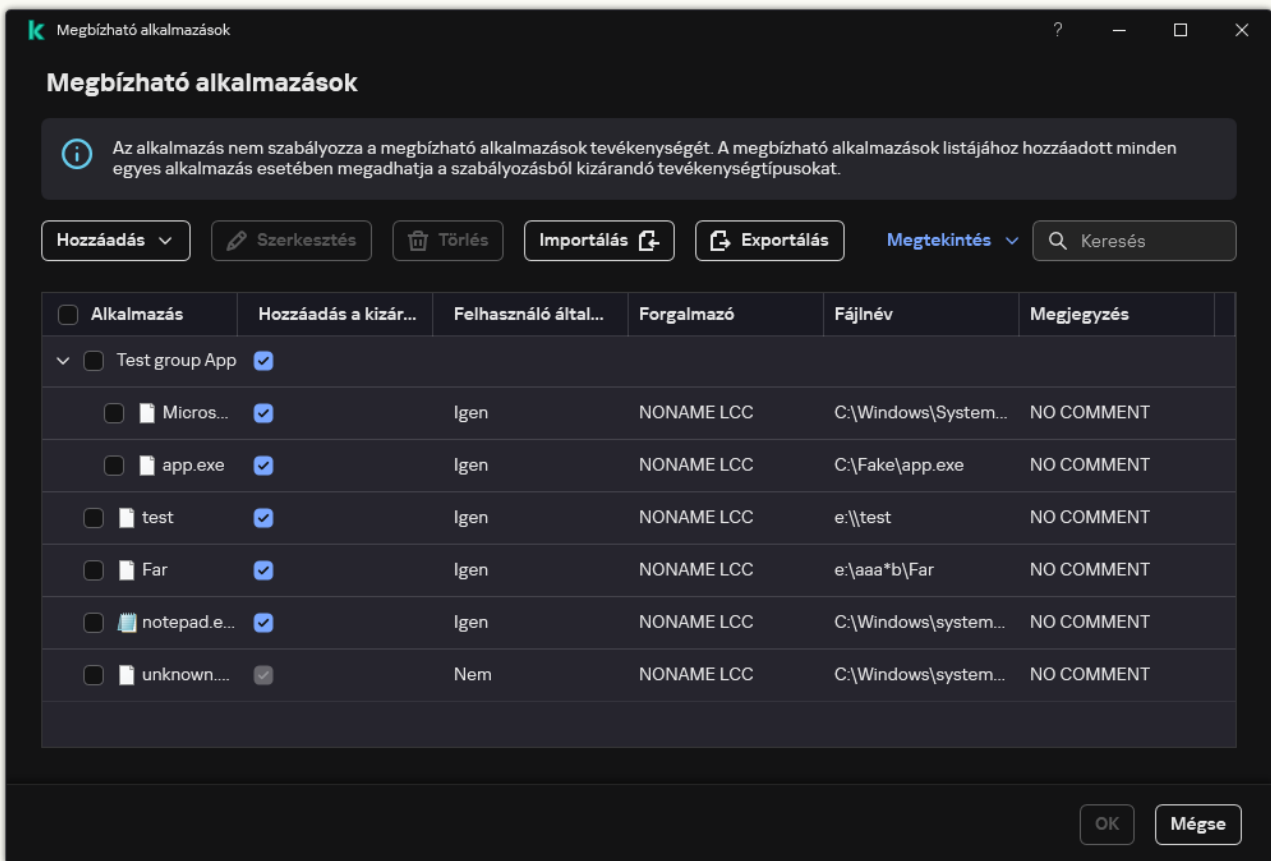 Megbízható alkalmazások
Megbízható alkalmazások
Az alkalmazás nem szabályozza a megbízható alkalmazások tevékenységét. A megbízható alkalmazások listájához hozzáadott minden
egyes alkalmazás esetében megadhatja a szabályozásból kizárandó tevékenységtípusokat.
Hozzáadás Szerkesztés Törlés Importálás Exportálás Megtekintés Keresés
Alkalmazás Hozzáadás a kizár... Felhasználó által... Forgalmazó Fájlnév Megjegyzés
Test group App
Micros... Igen NONAME LCC C:\Windows\System... NO COMMENT
app.exe Igen NONAME LCC C:\Fake\app.exe NO COMMENT
test Igen NONAME LCC e:\\test NO COMMENT
Far Igen NONAME LCC e:\aaa*b\Far NO COMMENT
notepad.e... Igen NONAME LCC C:\Windows\system... NO COMMENT
unknown.... Nem NONAME LCC C:\Windows\system... NO COMMENT
OK Mégse